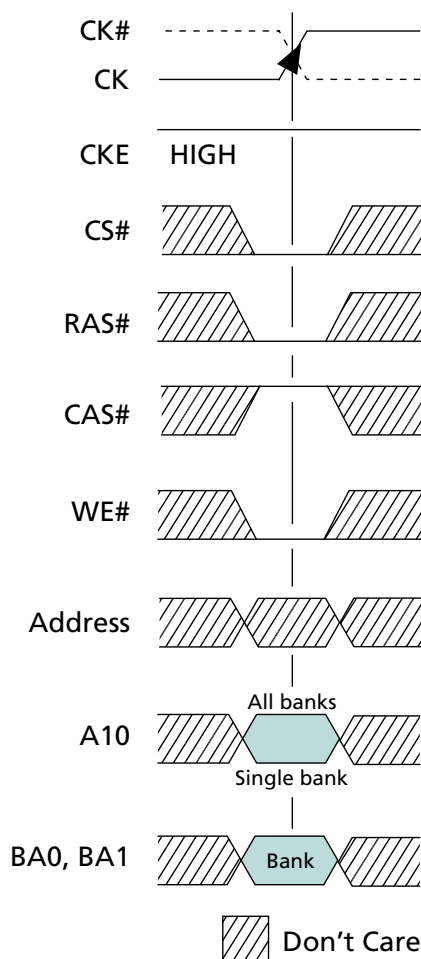 CK#
CK
CKE HIGH
CS#
RAS#
CAS#
WE#
Address
All banks
A10
Single bank
BA0, BA1 Bank
Don't Care